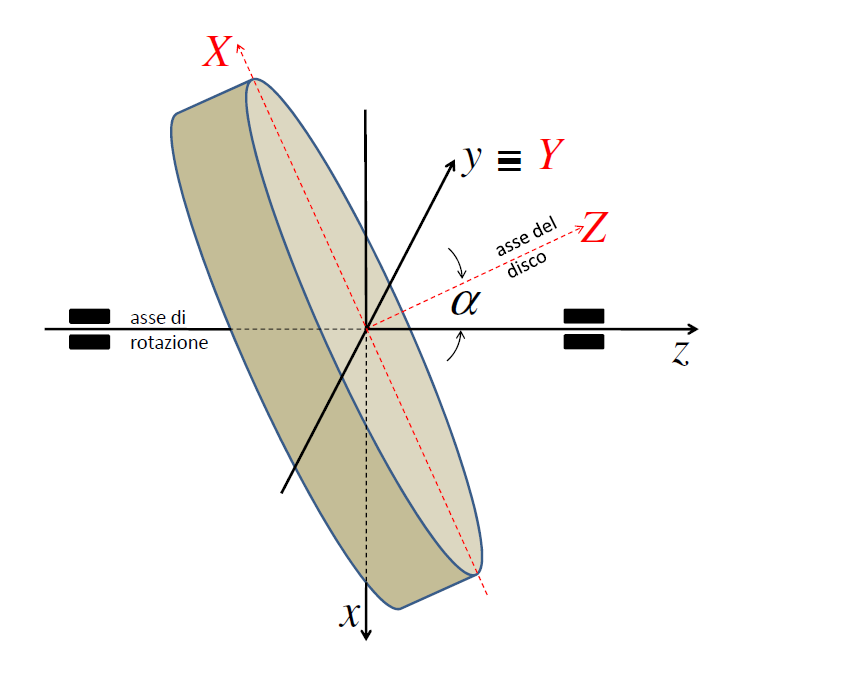 X
y ≡ Y
asse del
disco
Z
α
asse di
rotazione
z
x